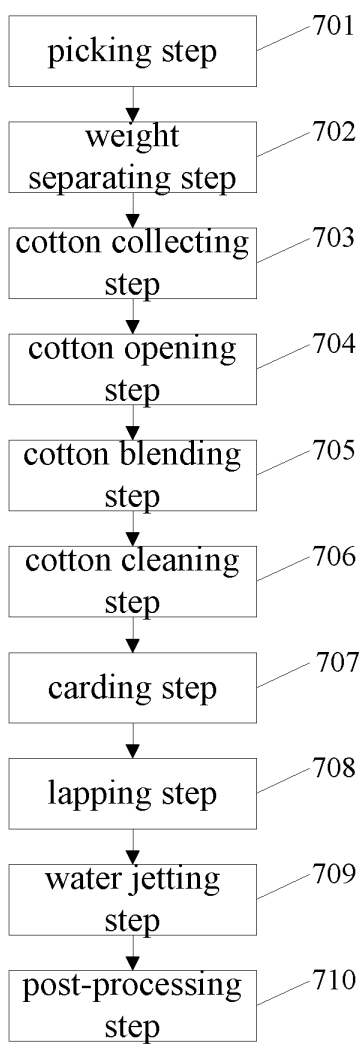 picking step
701
weight
separating step
702
cotton collecting
step
703
cotton opening
step
704
cotton blending
step
705
cotton cleaning
step
706
carding step
707
lapping step
708
water jetting
step
709
post-processing
step
710